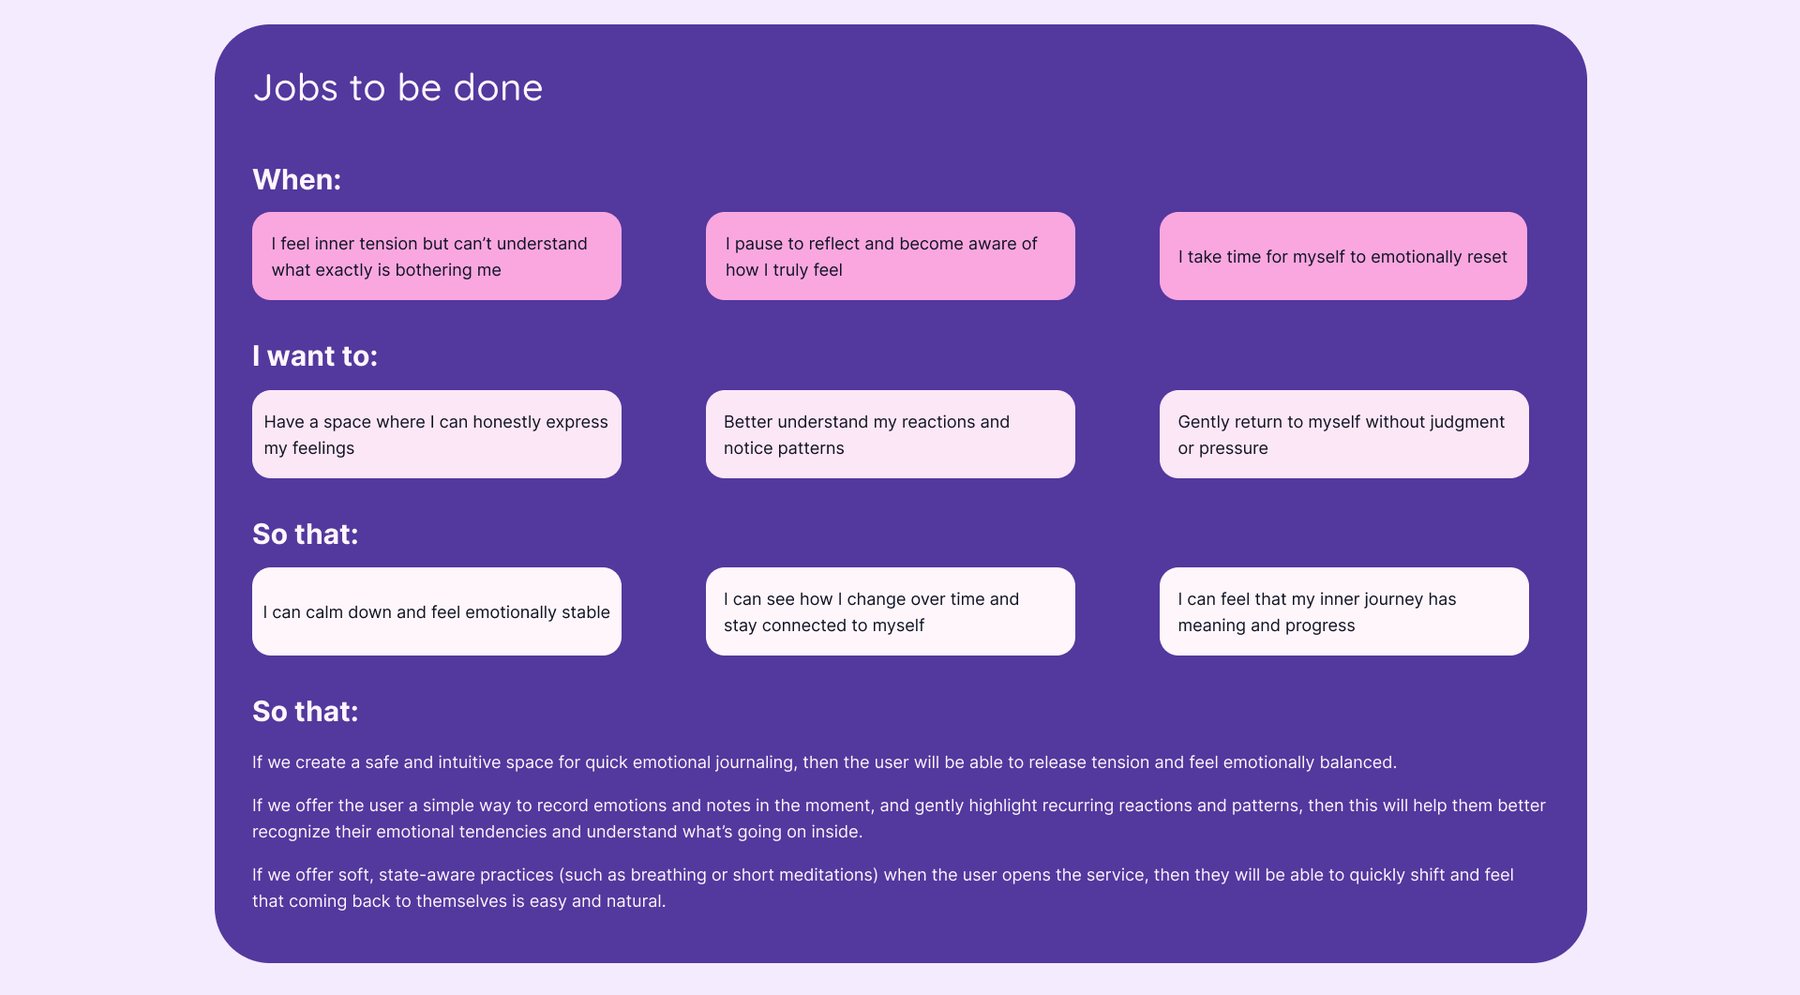 Jobs to be done
When:
I feel inner tension but can’t understand
what exactly is bothering me
I pause to reflect and become aware of
how I truly feel
I take time for myself to emotionally reset
I want to:
Have a space where I can honestly express
my feelings
Better understand my reactions and
notice patterns
Gently return to myself without judgment
or pressure
So that:
I can calm down and feel emotionally stable
I can see how I change over time and
stay connected to myself
I can feel that my inner journey has
meaning and progress
So that:
If we create a safe and intuitive space for quick emotional journaling, then the user will be able to release tension and feel emotionally balanced.
If we offer the user a simple way to record emotions and notes in the moment, and gently highlight recurring reactions and patterns, then this will help them better
recognize their emotional tendencies and understand what’s going on inside.
If we offer soft, state-aware practices (such as breathing or short meditations) when the user opens the service, then they will be able to quickly shift and feel
that coming back to themselves is easy and natural.